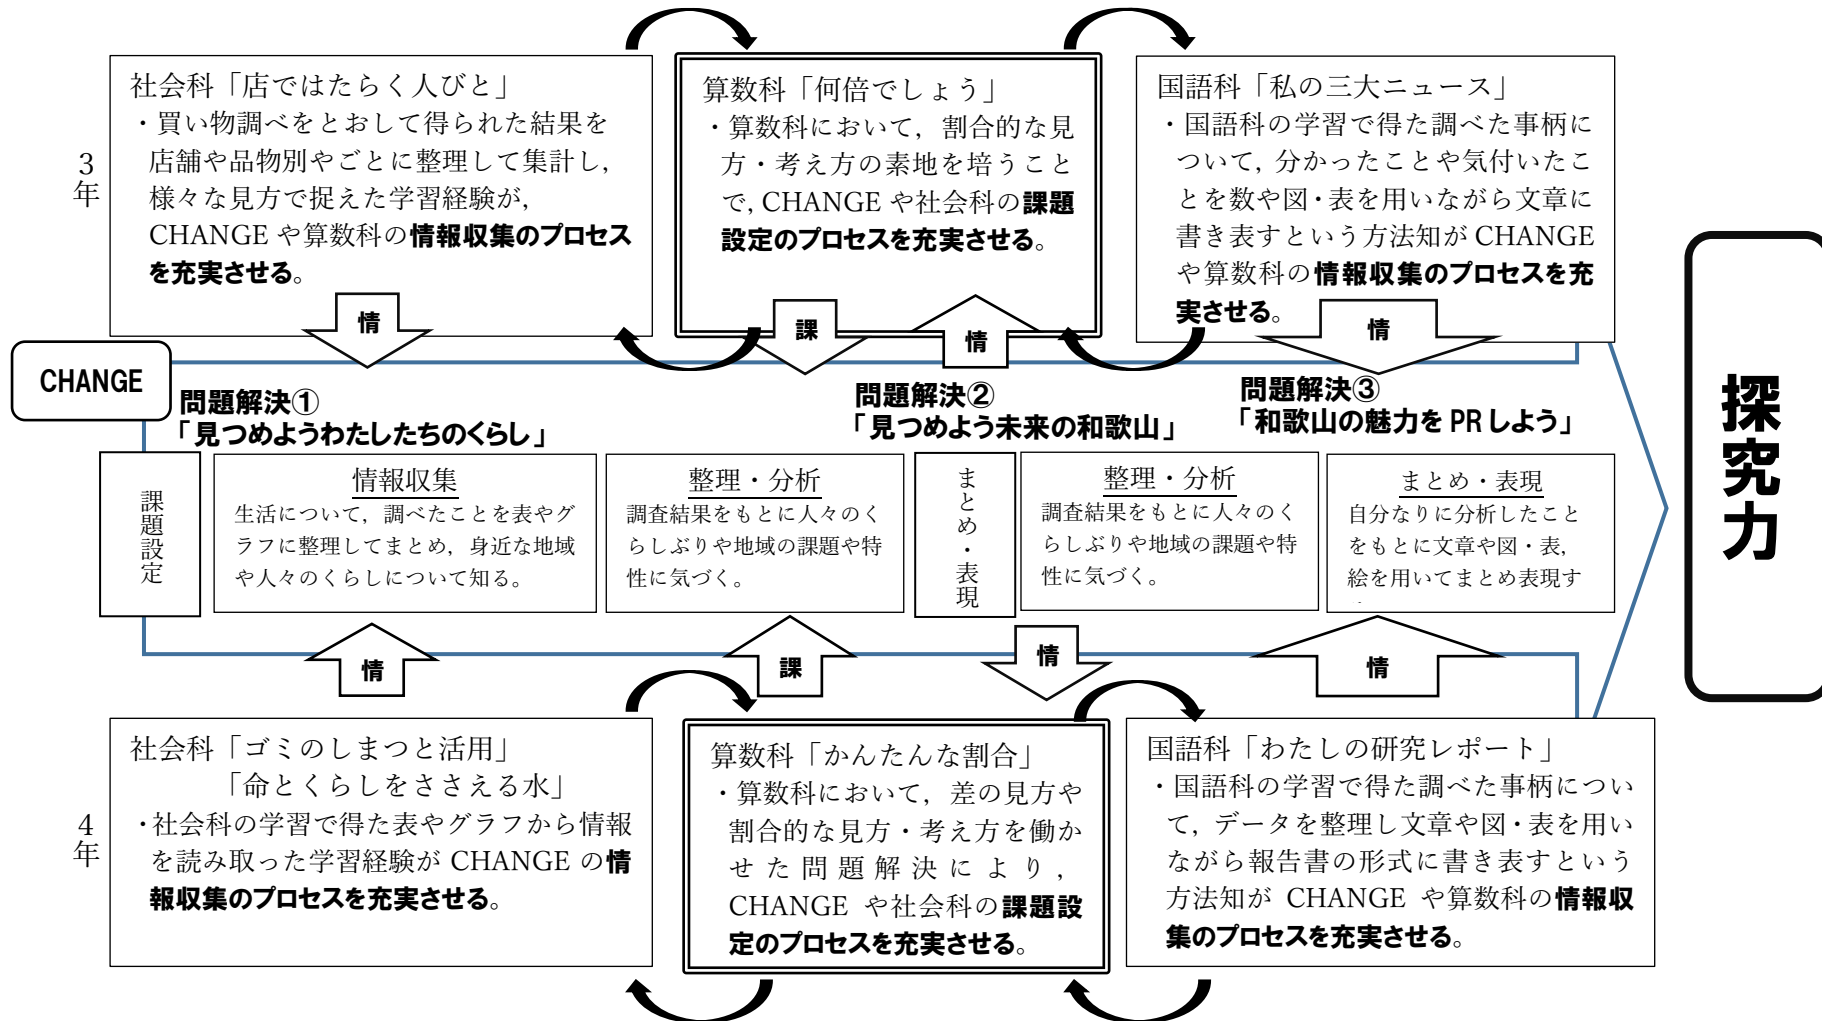 3年
社会科「店ではたらく人びと」
・買い物調べをとおして得られた結果を
店舗や品物別やごとに整理して集計し,
様々な見方で捉えた学習経験が,
CHANGEや算数科の情報収集のプロセス
を充実させる。
情
算数科「何倍でしょう」
・算数科において,割合的な見
方・考え方の素地を培うこと
で,CHANGEや社会科の課題
設定のプロセスを充実させる。
課
情
国語科「私の三大ニュース」
・国語科の学習で得た調べた事柄に
ついて,分かったことや気付いたこ
とを数や図・表を用いながら文章に
書き表すという方法知がCHANGE
や算数科の情報収集のプロセスを充
実させる。
情
CHANGE
問題解決①
「見つめようわたしたちのくらし」
問題解決②
「見つめよう未来の和歌山」
問題解決③
「和歌山の魅力をPRしよう」
課題設定
情報収集
生活について,調べたことを表やグ
ラフに整理してまとめ,身近な地域
や人々のくらしについて知る。
整理・分析
調査結果をもとに人々のく
らしぶりや地域の課題や特
性に気づく。
まとめ・表現
整理・分析
調査結果をもとに人々のく
らしぶりや地域の課題や特
性に気づく。
まとめ・表現
自分なりに分析したこと
をもとに文章や図・表,
絵を用いてまとめ表現す
探究力
情
課
情
情
4年
社会科「ゴミのしまつと活用」
「命とくらしをささえる水」
・社会科の学習で得た表やグラフから情報
を読み取った学習経験がCHANGEの情
報収集のプロセスを充実させる。
算数科「かんたんな割合」
・算数科において,差の見方や
割合的な見方・考え方を働か
せた問題解決により,
CHANGE や社会科の課題設
定のプロセスを充実させる。
国語科「わたしの研究レポート」
・国語科の学習で得た調べた事柄につい
て,データを整理し文章や図・表を用い
ながら報告書の形式に書き表すという
方法知が CHANGE や算数科の情報収
集のプロセスを充実させる。